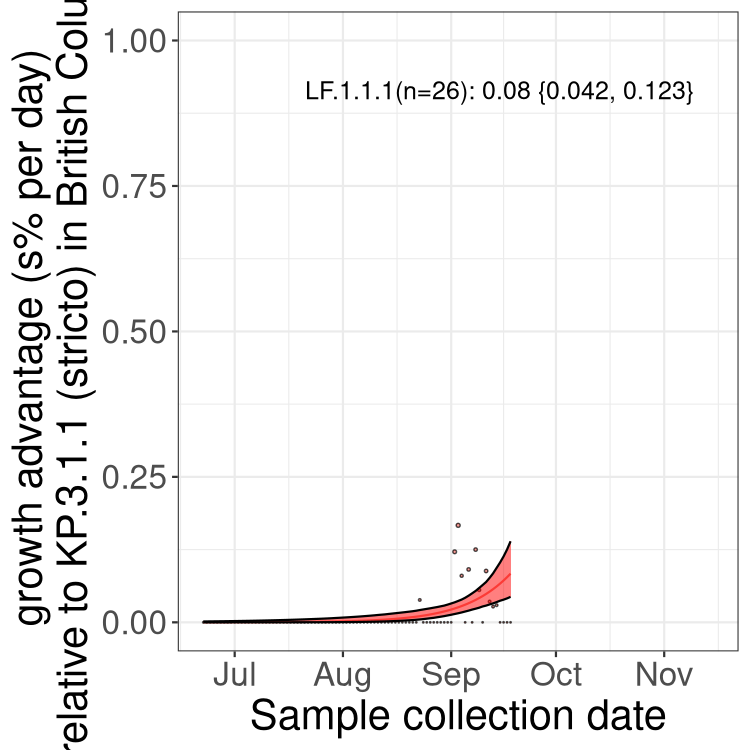 growth advantage (s% per day)
relative to KP.3.1.1 (stricto) in British Colu
1.00
0.75
0.50
0.25
0.00
LF.1.1.1(n=26): 0.08 {0.042, 0.123}
Jul Aug Sep Oct Nov
Sample collection date